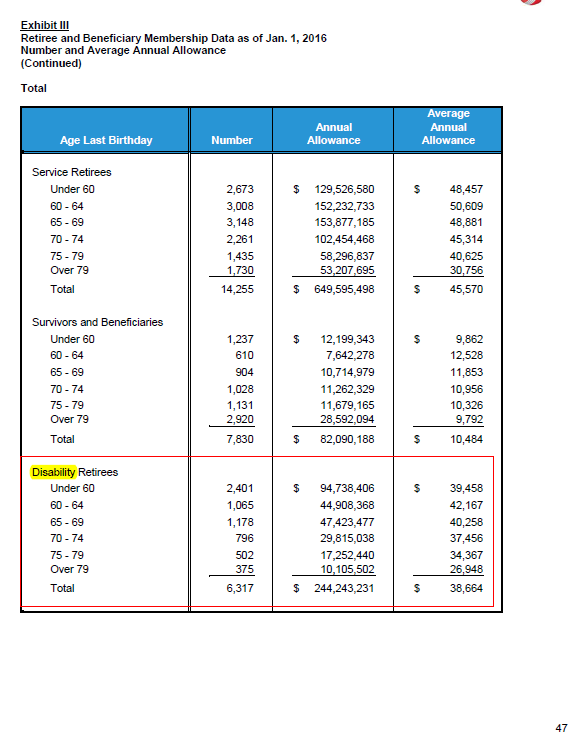 Exhibit III
Retiree and Beneficiary Membership Data as of Jan. 1, 2016
Number and Average Annual Allowance
(Continued)
Total
Age Last Birthday Number Annual Allowance Average Annual Allowance
Service Retirees
Under 60 2,673 $ 129,526,580 $ 48,457
60 - 64 3,008 152,232,733 50,609
65 - 69 3,148 153,877,185 48,881
70 - 74 2,261 102,454,468 45,314
75 - 79 1,435 58,296,837 40,625
Over 79 1,730 53,207,695 30,756
Total 14,255 $ 649,595,498 $ 45,570
Survivors and Beneficiaries
Under 60 1,237 $ 12,199,343 $ 9,862
60 - 64 610 7,642,278 12,528
65 - 69 904 10,714,979 11,853
70 - 74 1,028 11,262,329 10,956
75 - 79 1,131 11,679,165 10,326
Over 79 2,920 28,592,094 9,792
Total 7,830 $ 82,090,188 $ 10,484
Disability Retirees
Under 60 2,401 $ 94,738,406 $ 39,458
60 - 64 1,065 44,908,368 42,167
65 - 69 1,178 47,423,477 40,258
70 - 74 796 29,815,038 37,456
75 - 79 502 17,252,440 34,367
Over 79 375 10,105,502 26,948
Total 6,317 $ 244,243,231 $ 38,664
47